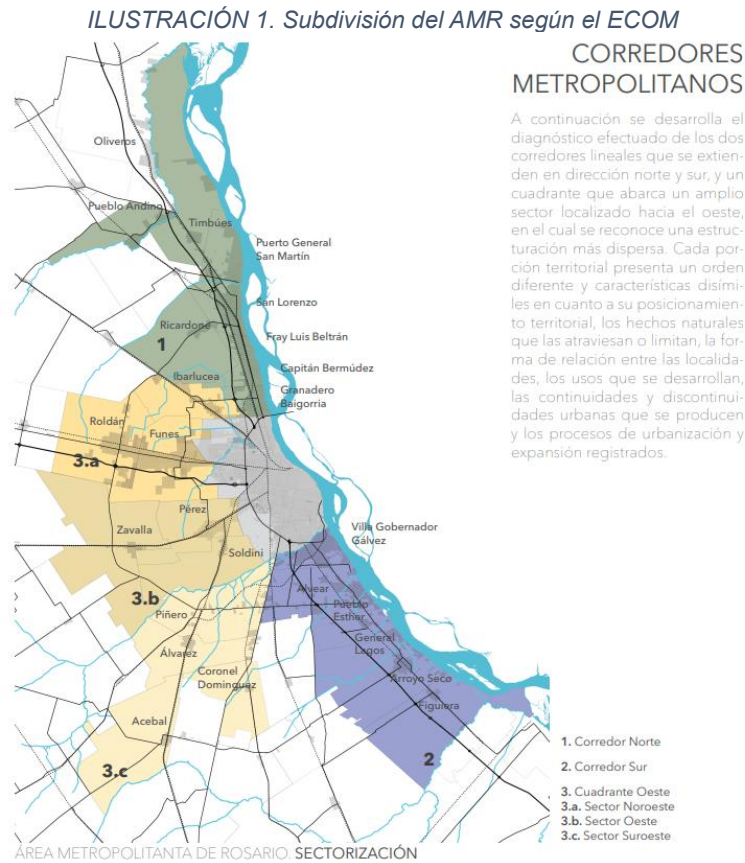 ILUSTRACIÓN 1. Subdivisión del AMR según el ECOM
CORREDORES
METROPOLITANOS
A continuación se desarrolla el
diagnóstico efectuado de los dos
corredores lineales que se extien-
den en dirección norte y sur, y un
cuadrante que abarca un amplio
sector localizado hacia el oeste,
en el cual se reconoce una estruc-
turación más dispersa. Cada por-
ción territorial presenta un orden
diferente y características disími-
les en cuanto a su posicionamien-
to territorial, los hechos naturales
que las atraviesan o limitan, la for-
ma de relación entre las localida-
des, los usos que se desarrollan,
las continuidades y discontinui-
dades urbanas que se producen
y los procesos de urbanización y
expansión registrados.
Oliveros
Pueblo Andino
Timbúes
Puerto General
San Martín
San Lorenzo
Ricardone
1
Fray Luis Beltrán
Ibarlucea
Capitán Bermúdez
Granadero
Baigorria
Roldán
Funes
3.a
Pérez
Zavalla
Villa Gobernador
Gálvez
Soldini
3.b
Alvear
Piñero
Pueblo
Esther
Álvarez
General
Lagos
Coronel
Domínguez
Arroyo Seco
Figuiera
Acebal
2
3.c
1. Corredor Norte
2. Corredor Sur
3. Cuadrante Oeste
3.a. Sector Noroeste
3.b. Sector Oeste
3.c. Sector Suroeste
ÁREA METROPOLITANTA DE ROSARIO. SECTORIZACIÓN